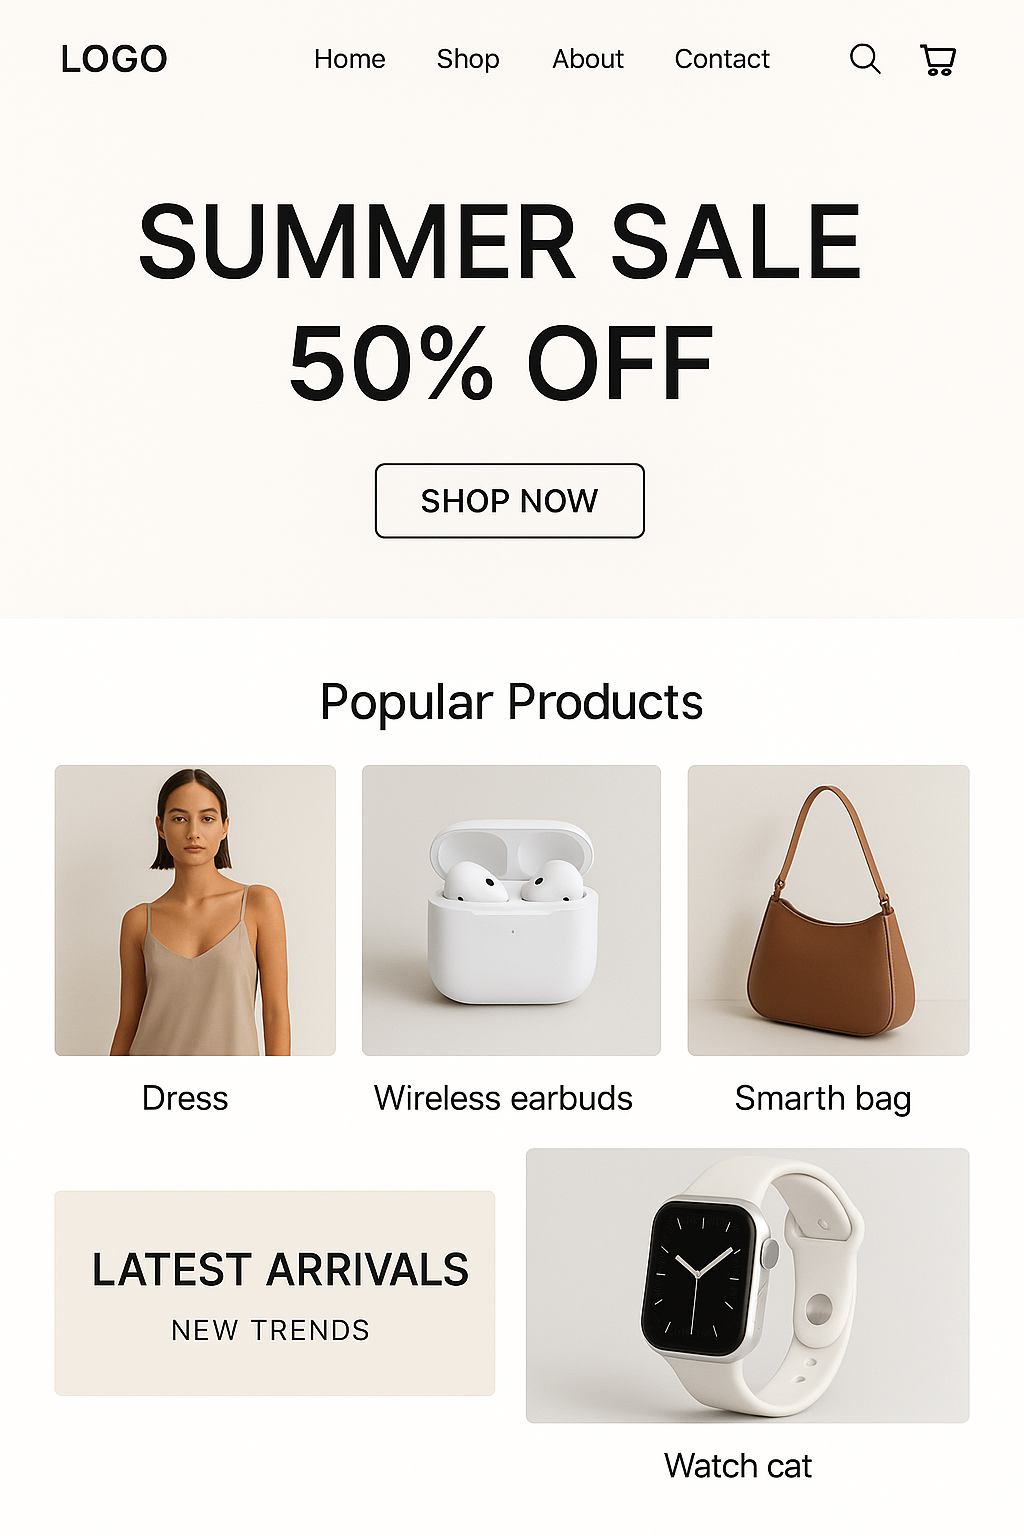 LOGO
Home Shop About Contact
SUMMER SALE
50% OFF
SHOP NOW
Popular Products
Dress
Wireless earbuds
Smarth bag
LATEST ARRIVALS
NEW TRENDS
Watch cat